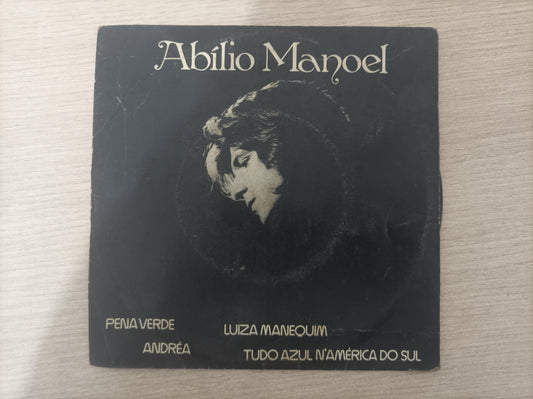 Abílio Manoel
PENA VERDE
LUIZA MANEQUIM
ANDRÉA
TUDO AZUL N'AMÉRICA DO SUL